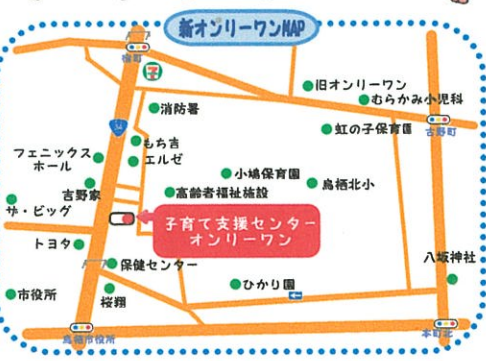 新オンリーワンMAP
旧オンリーワン
むらかみ小児科
消防署
虹の子保育園
古野町
34
もち吉
フェニックス
ホール
エルゼ
小鳩保育園
鳥栖北小
吉野家
高齢者福祉施設
サ・ビッグ
子育て支援センター
オンリーワン
トヨタ
保健センター
八坂神社
市役所
桜翔
ひかり園
鳥栖市役所
本町北